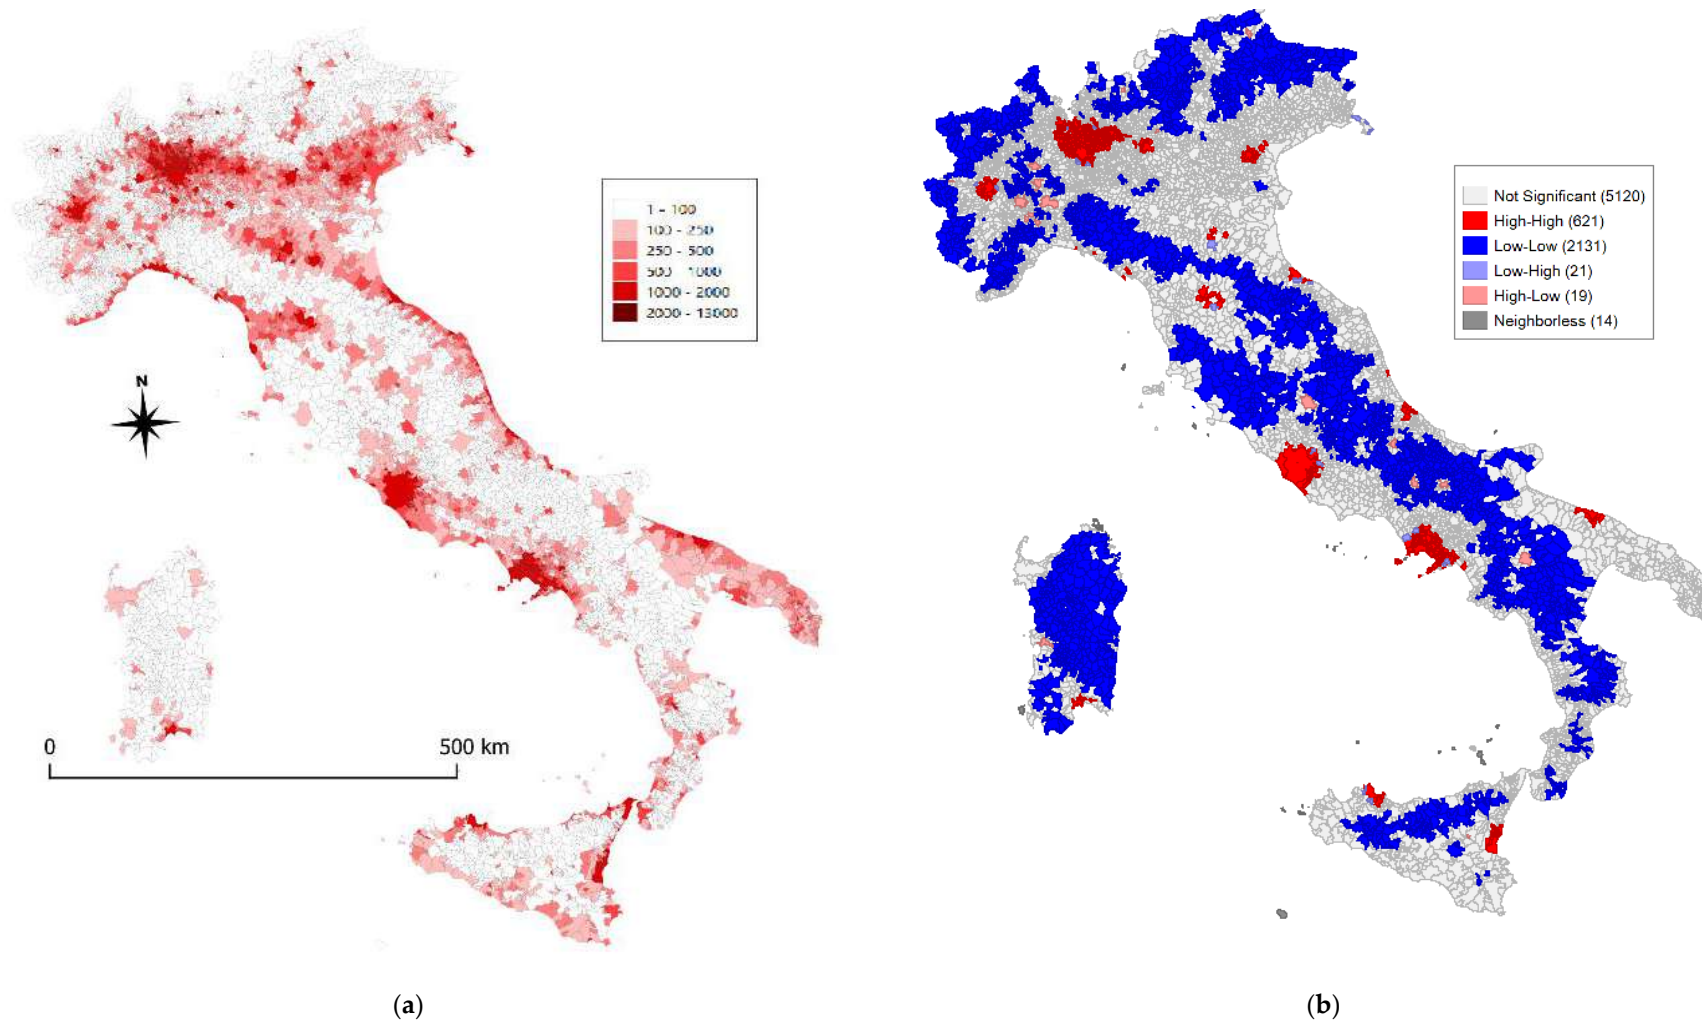 1 - 100
100 - 250
250 - 500
500 - 1000
1000 - 2000
2000 - 13000
N
0 500 km
(a)
Not Significant (5120)
High-High (621)
Low-Low (2131)
Low-High (21)
High-Low (19)
Neighborless (14)
(b)